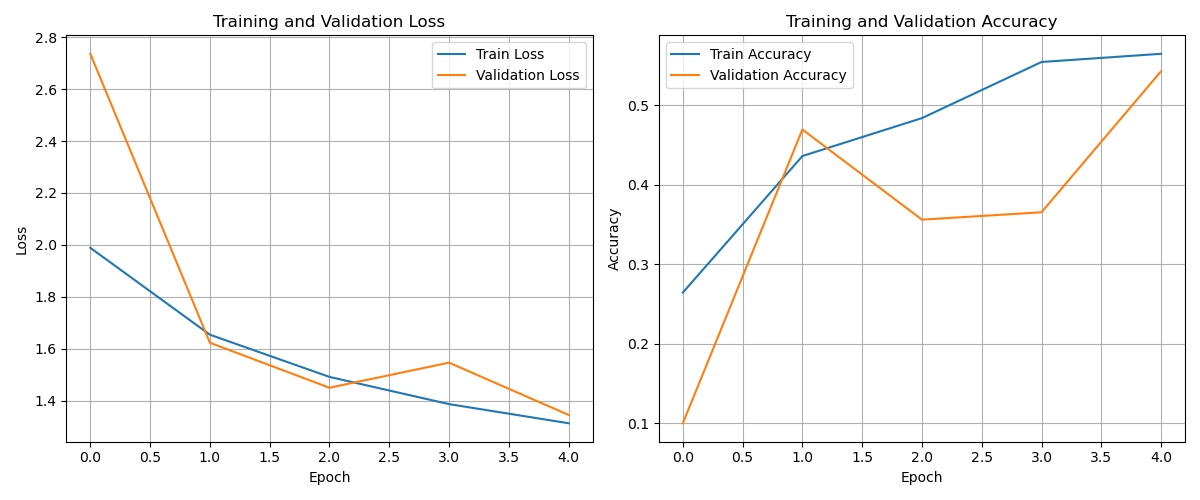 Training and Validation Loss
2.8
2.6
2.4
2.2
2.0
1.8
1.6
1.4
Loss
0.0 0.5 1.0 1.5 2.0 2.5 3.0 3.5 4.0
Epoch
Train Loss
Validation Loss
Training and Validation Accuracy
0.5
0.4
0.3
0.2
0.1
Accuracy
0.0 0.5 1.0 1.5 2.0 2.5 3.0 3.5 4.0
Epoch
Train Accuracy
Validation Accuracy